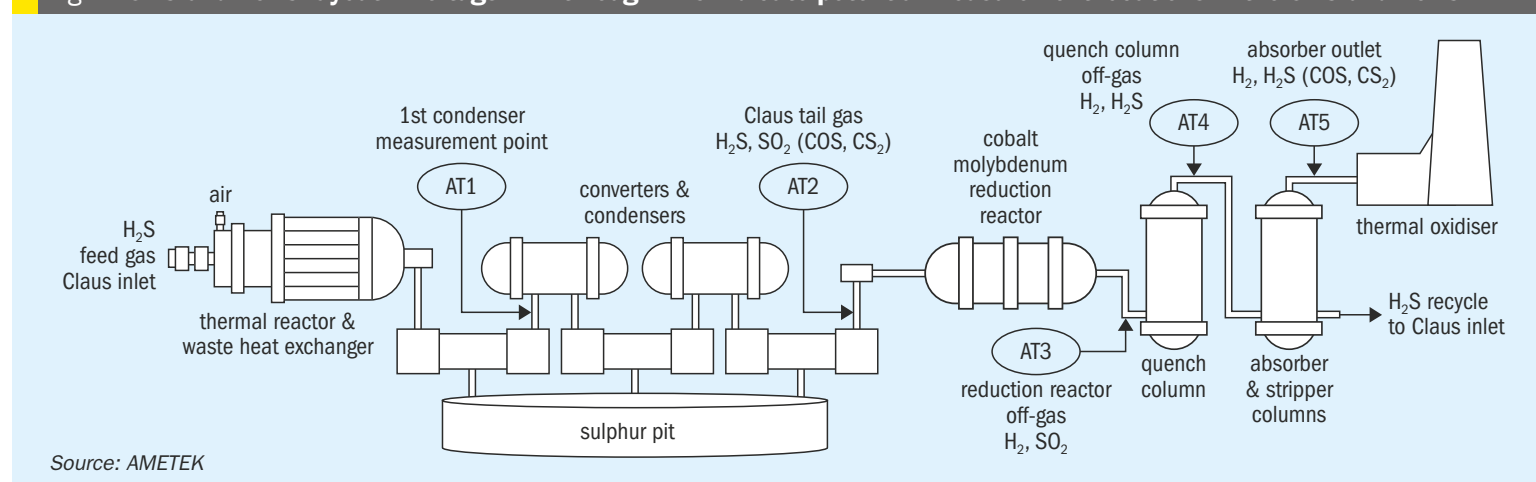 quench column
off-gas
H₂, H₂S
absorber outlet
H₂, H₂S (COS, CS₂)
AT4
AT5
1st condenser
measurement point
AT1
Claus tail gas
H₂S, SO₂ (COS, CS₂)
AT2
cobalt
molybdenum
reduction
reactor
converters &
condensers
air
H₂S
feed gas
Claus inlet
thermal reactor &
waste heat exchanger
thermal oxidiser
H₂S recycle
to Claus inlet
AT3
reduction reactor
off-gas
H₂, SO₂
quench
column
absorber
& stripper
columns
sulphur pit
Source: AMETEK